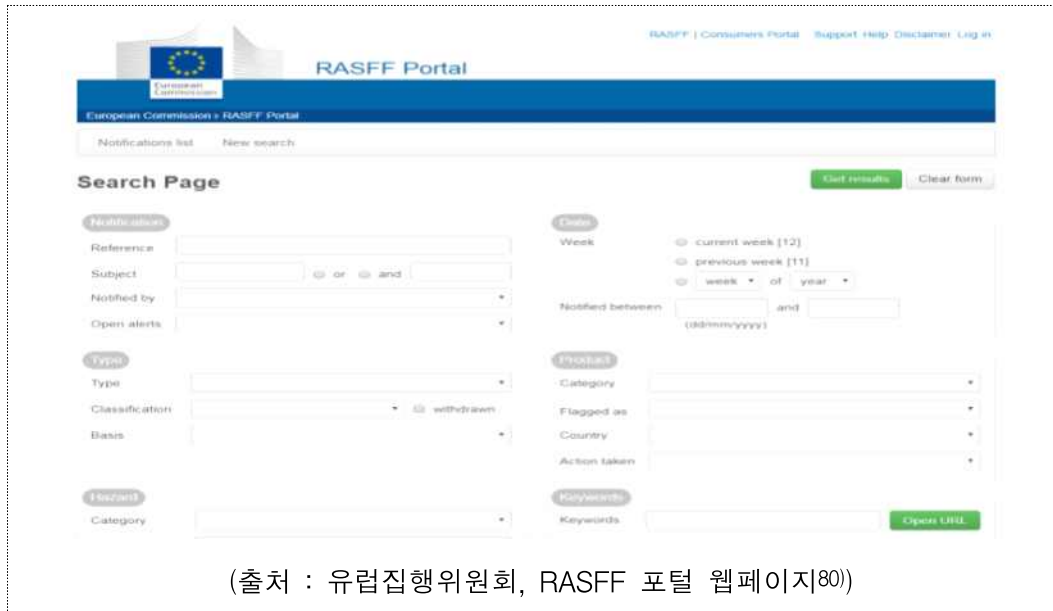 RASFF | Consumers Portal Support Help Disclaimer Log in
RASFF Portal
European
Commission
European Commission > RASFF Portal
Notifications list New search
Search Page
Get results Clear form
Notification
Reference
Subject or and
Notified by
Open alerts
Date
Week current week [12]
previous week [11]
week of year
Notified between and
(dd/mm/yyyy)
Type
Type
Classification withdrawn
Basis
Product
Category
Flagged as
Country
Action taken
Hazard
Category
Keywords
Keywords Open URL
(출처 : 유럽집행위원회, RASFF 포털 웹페이지80))